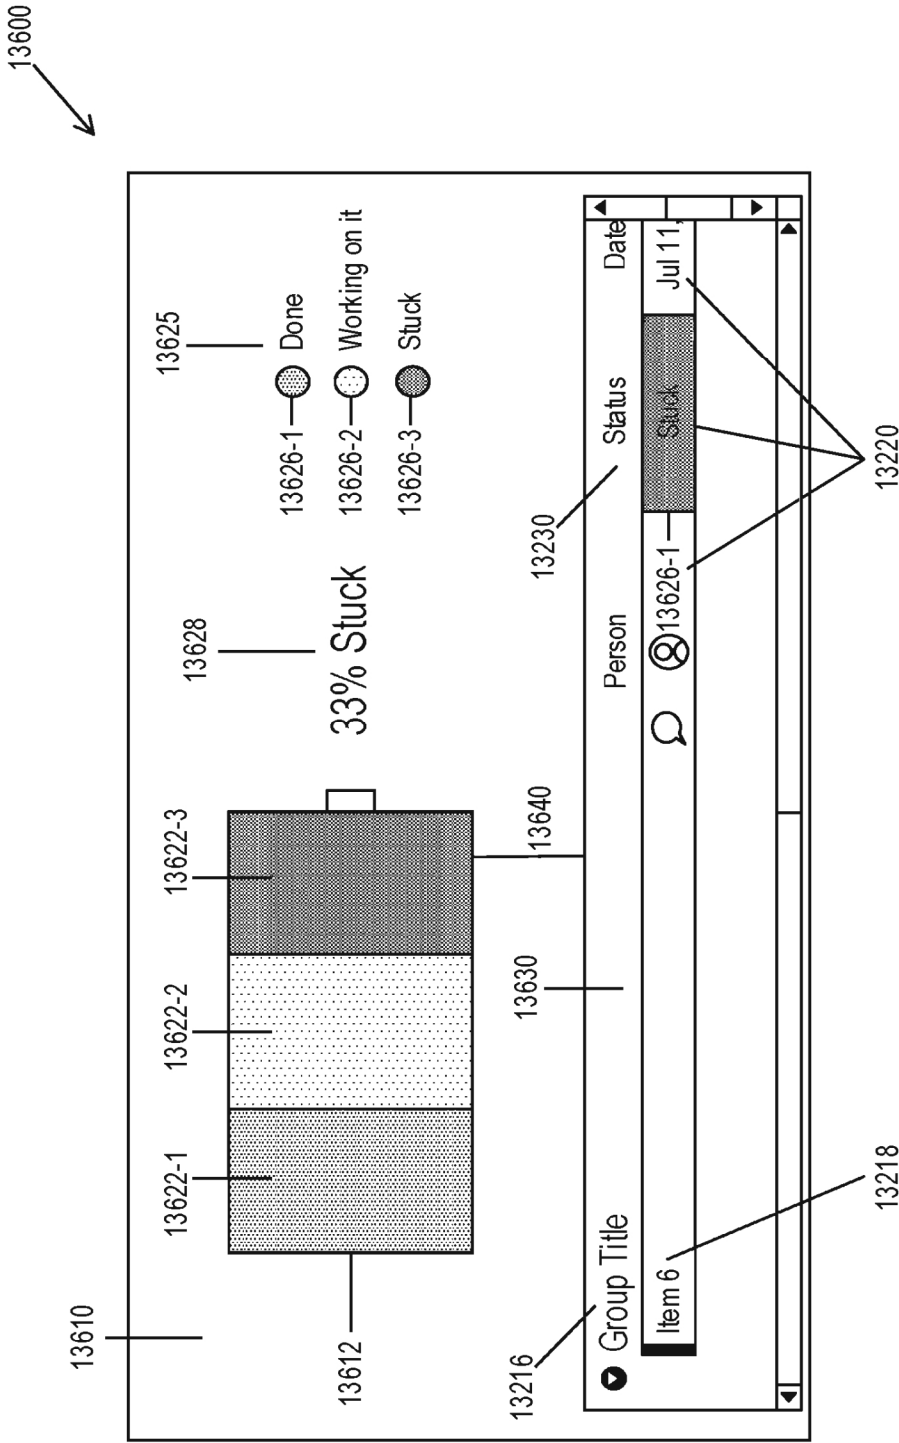 13600
13610
13612
13622-1
13622-2
13622-3
13628
33% Stuck
13625
13626-1 Done
13626-2 Working on it
13626-3 Stuck
13640
13630
13216
13230
Group Title Person Status Date
Item 6 13626-1 Stuck Jul 11,
13218
13220